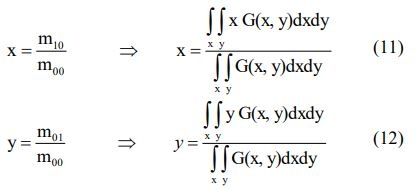 x = m₁₀ / m₀₀ ⇒ x = ∫∫ₓ ᵧ x G(x, y)dxdy / ∫∫ₓ ᵧ G(x, y)dxdy (11)
y = m₀₁ / m₀₀ ⇒ y = ∫∫ₓ ᵧ y G(x, y)dxdy / ∫∫ₓ ᵧ G(x, y)dxdy (12)